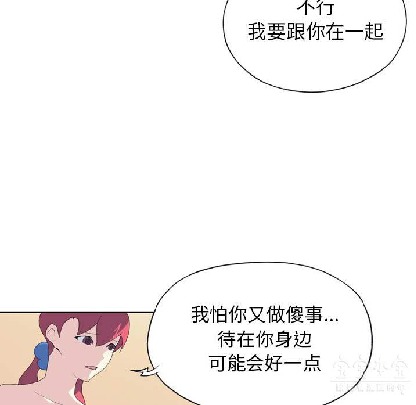 不行
我要跟你在一起
我怕你又做傻事...
待在你身边
可能会好一点